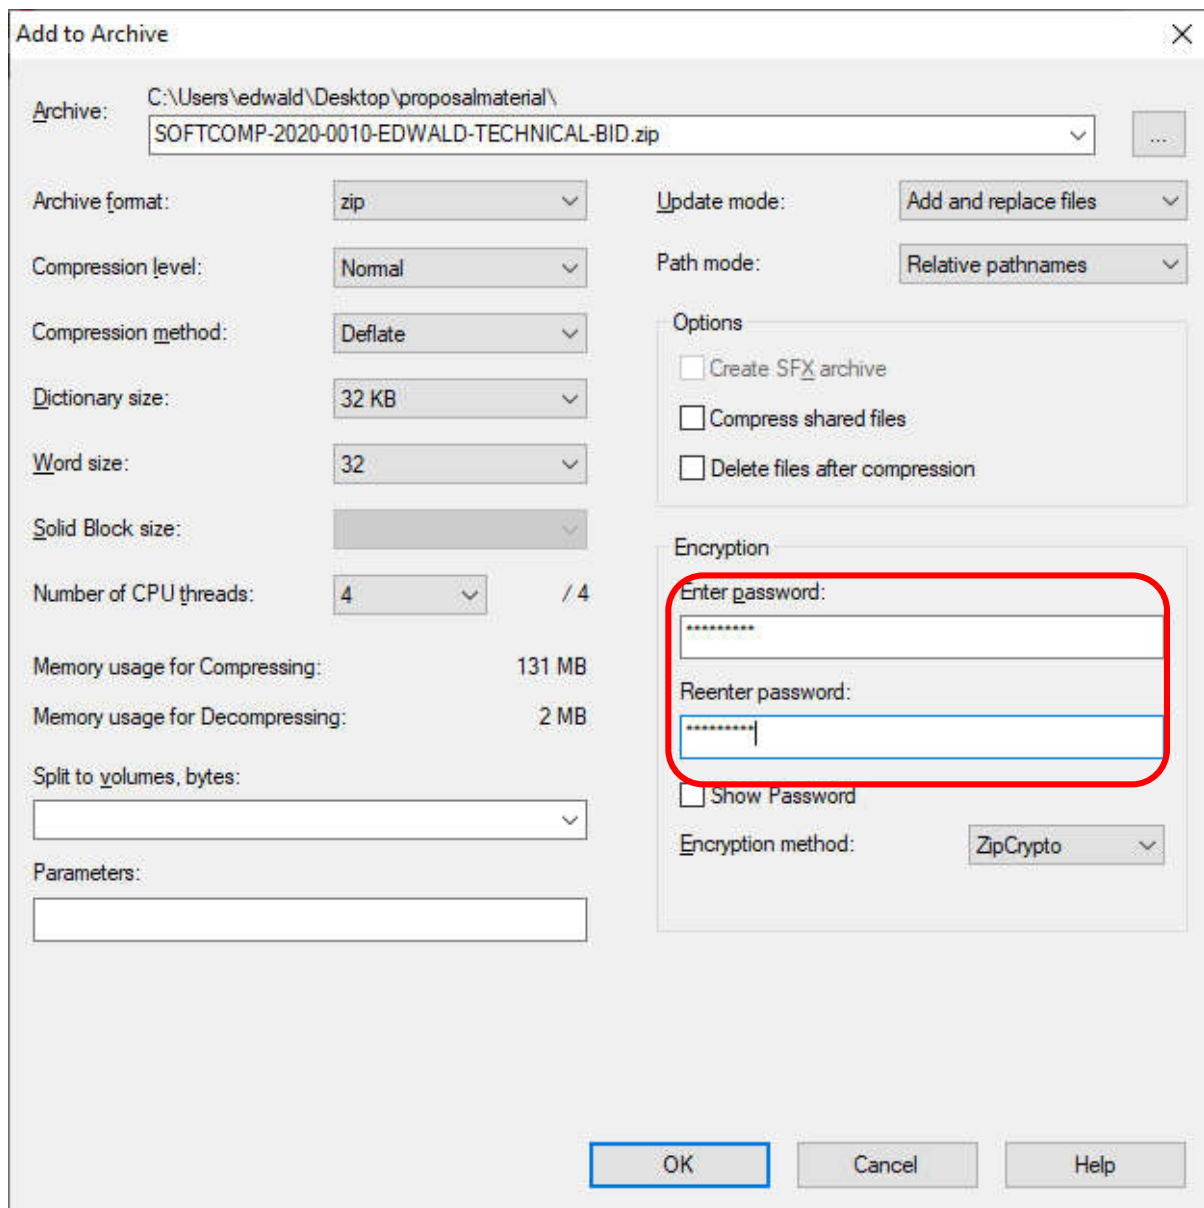 Add to Archive
Archive:
C:\Users\edwald\Desktop\proposalmaterial\
SOFTCOMP-2020-0010-EDWALD-TECHNICAL-BID.zip
...
Archive format:
zip
Compression level:
Normal
Compression method:
Deflate
Dictionary size:
32 KB
Word size:
32
Solid Block size:
Number of CPU threads:
4
/ 4
Memory usage for Compressing:
131 MB
Memory usage for Decompressing:
2 MB
Split to volumes, bytes:
Parameters:
Update mode:
Add and replace files
Path mode:
Relative pathnames
Options
Create SFX archive
Compress shared files
Delete files after compression
Encryption
Enter password:
*********
Reenter password:
*********
Show Password
Encryption method:
ZipCrypto
OK
Cancel
Help